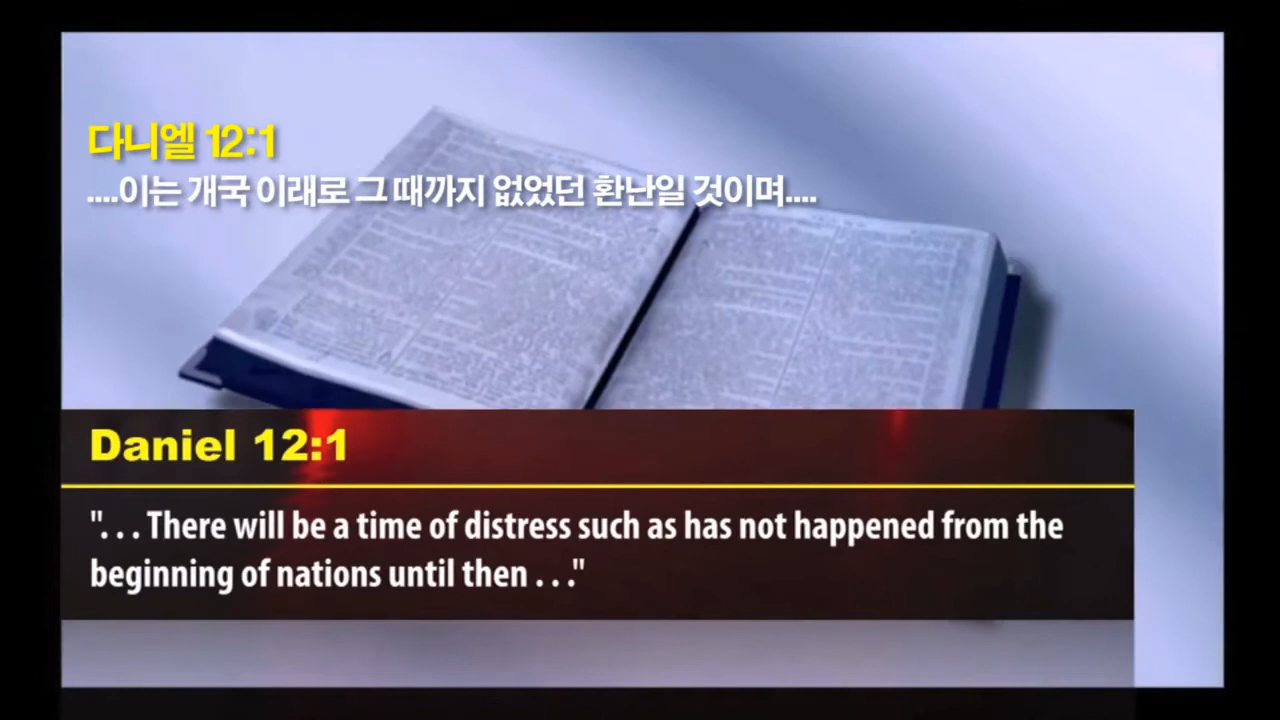 다니엘 12:1
....이는 개국 이래로 그 때까지 없었던 환난일 것이며....
Daniel 12:1
". . . There will be a time of distress such as has not happened from the
beginning of nations until then . . ."